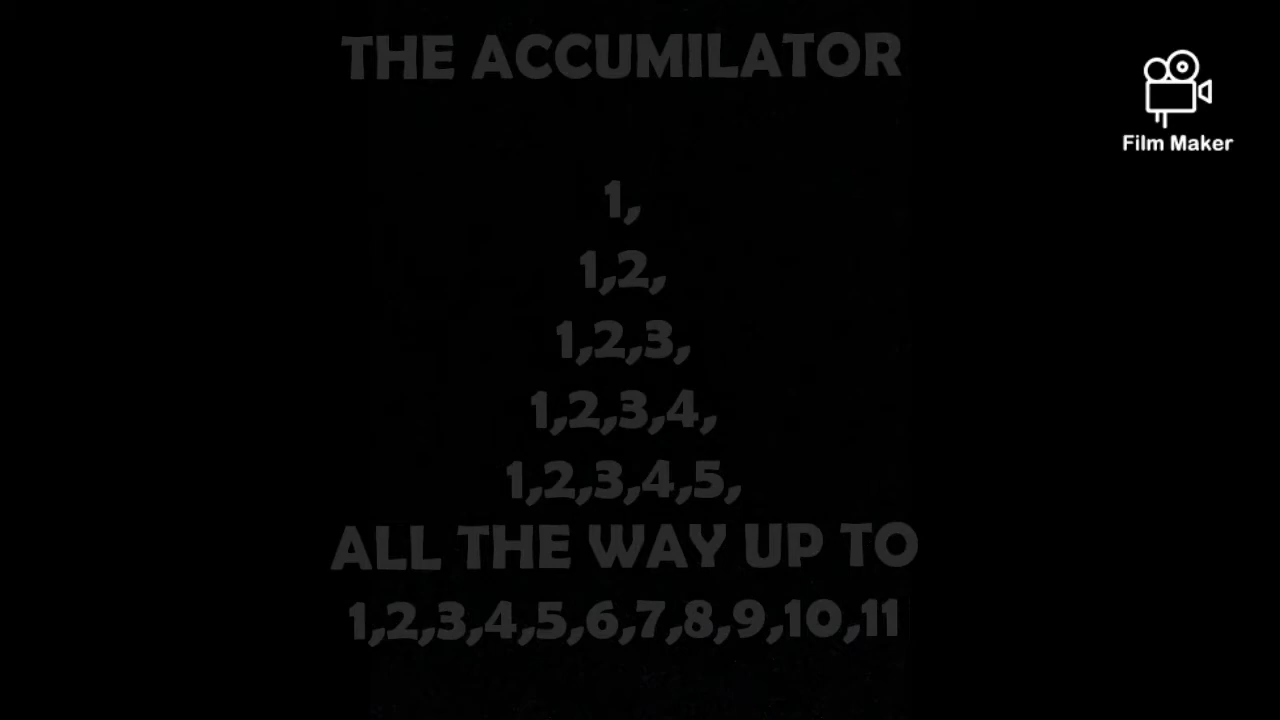 THE ACCUMILATOR
Film Maker
1,
1,2,
1,2,3,
1,2,3,4,
1,2,3,4,5,
ALL THE WAY UP TO
1,2,3,4,5,6,7,8,9,10,11